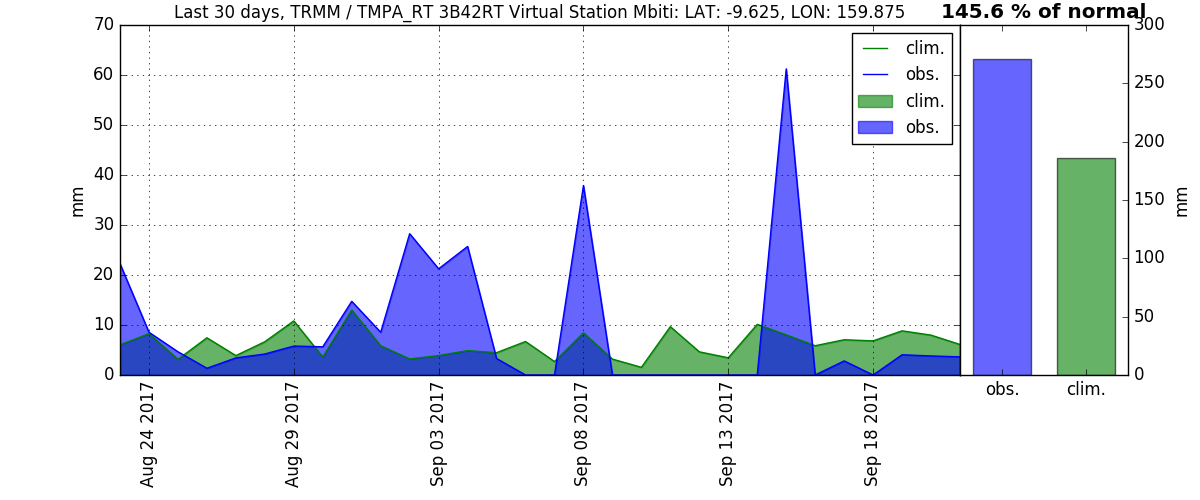 Last 30 days, TRMM / TMPA_RT 3B42RT Virtual Station Mbiti: LAT: -9.625, LON: 159.875
145.6 % of normal
70
60
50
40
30
20
10
0
mm
clim.
obs.
clim.
obs.
Aug 24 2017
Aug 29 2017
Sep 03 2017
Sep 08 2017
Sep 13 2017
Sep 18 2017
300
250
200
150
100
50
0
mm
obs.
clim.